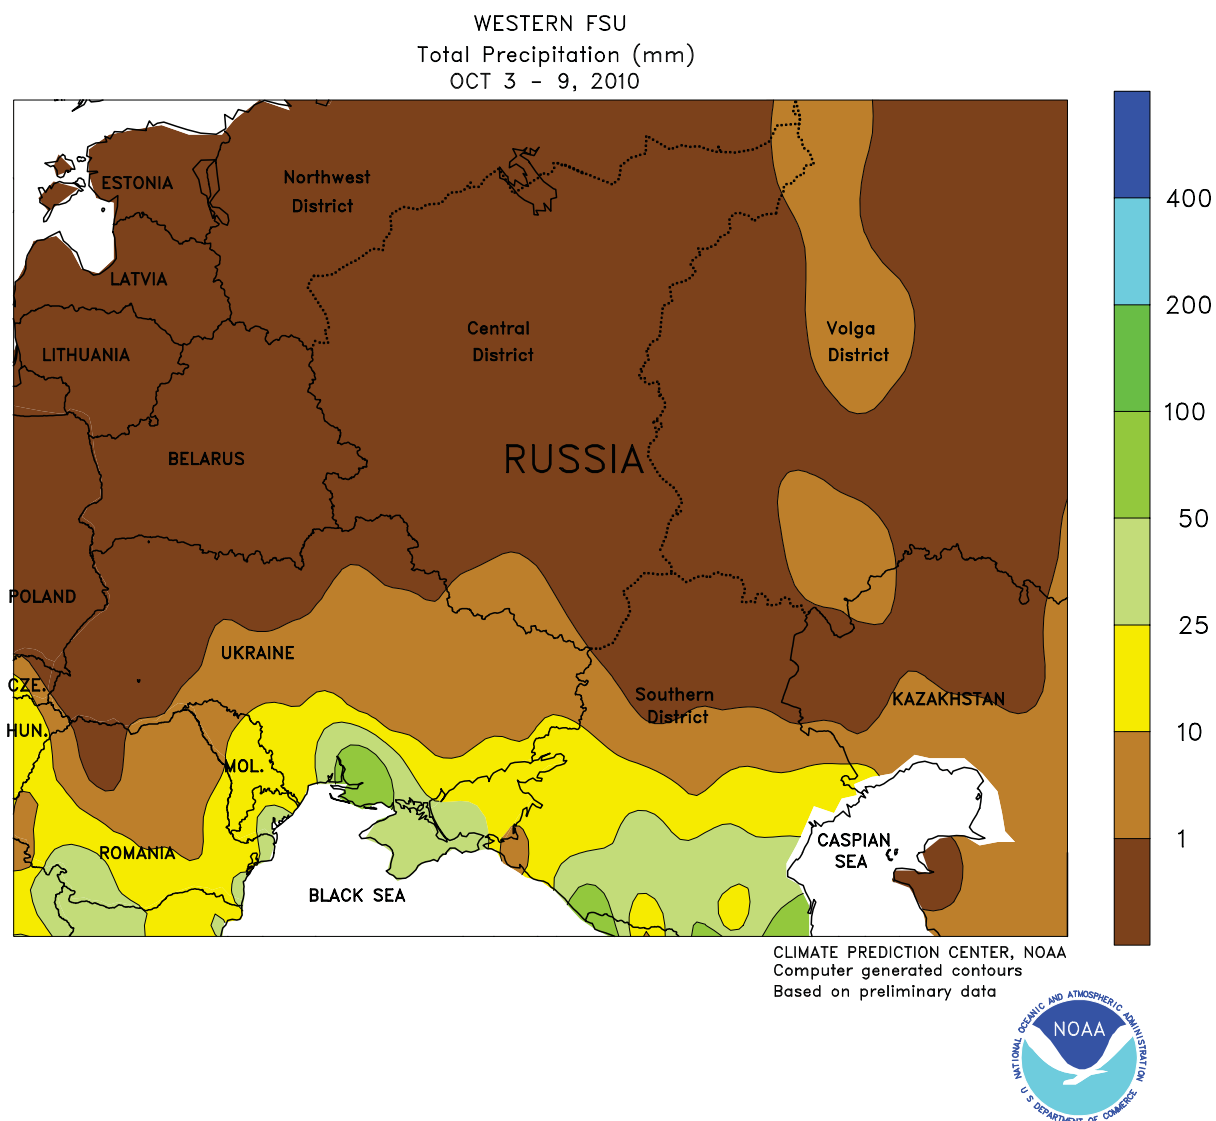 WESTERN FSU
Total Precipitation (mm)
OCT 3 - 9, 2010
ESTONIA
Northwest
District
LATVIA
LITHUANIA
Central
District
Volga
District
BELARUS
RUSSIA
POLAND
UKRAINE
CZE.
Southern
District
KAZAKHSTAN
HUN.
MOL.
ROMANIA
CASPIAN
SEA
BLACK SEA
400
200
100
50
25
10
1
CLIMATE PREDICTION CENTER, NOAA
Computer generated contours
Based on preliminary data
NATIONAL OCEANIC AND ATMOSPHERIC ADMINISTRATION
NOAA
U S DEPARTMENT OF COMMERCE